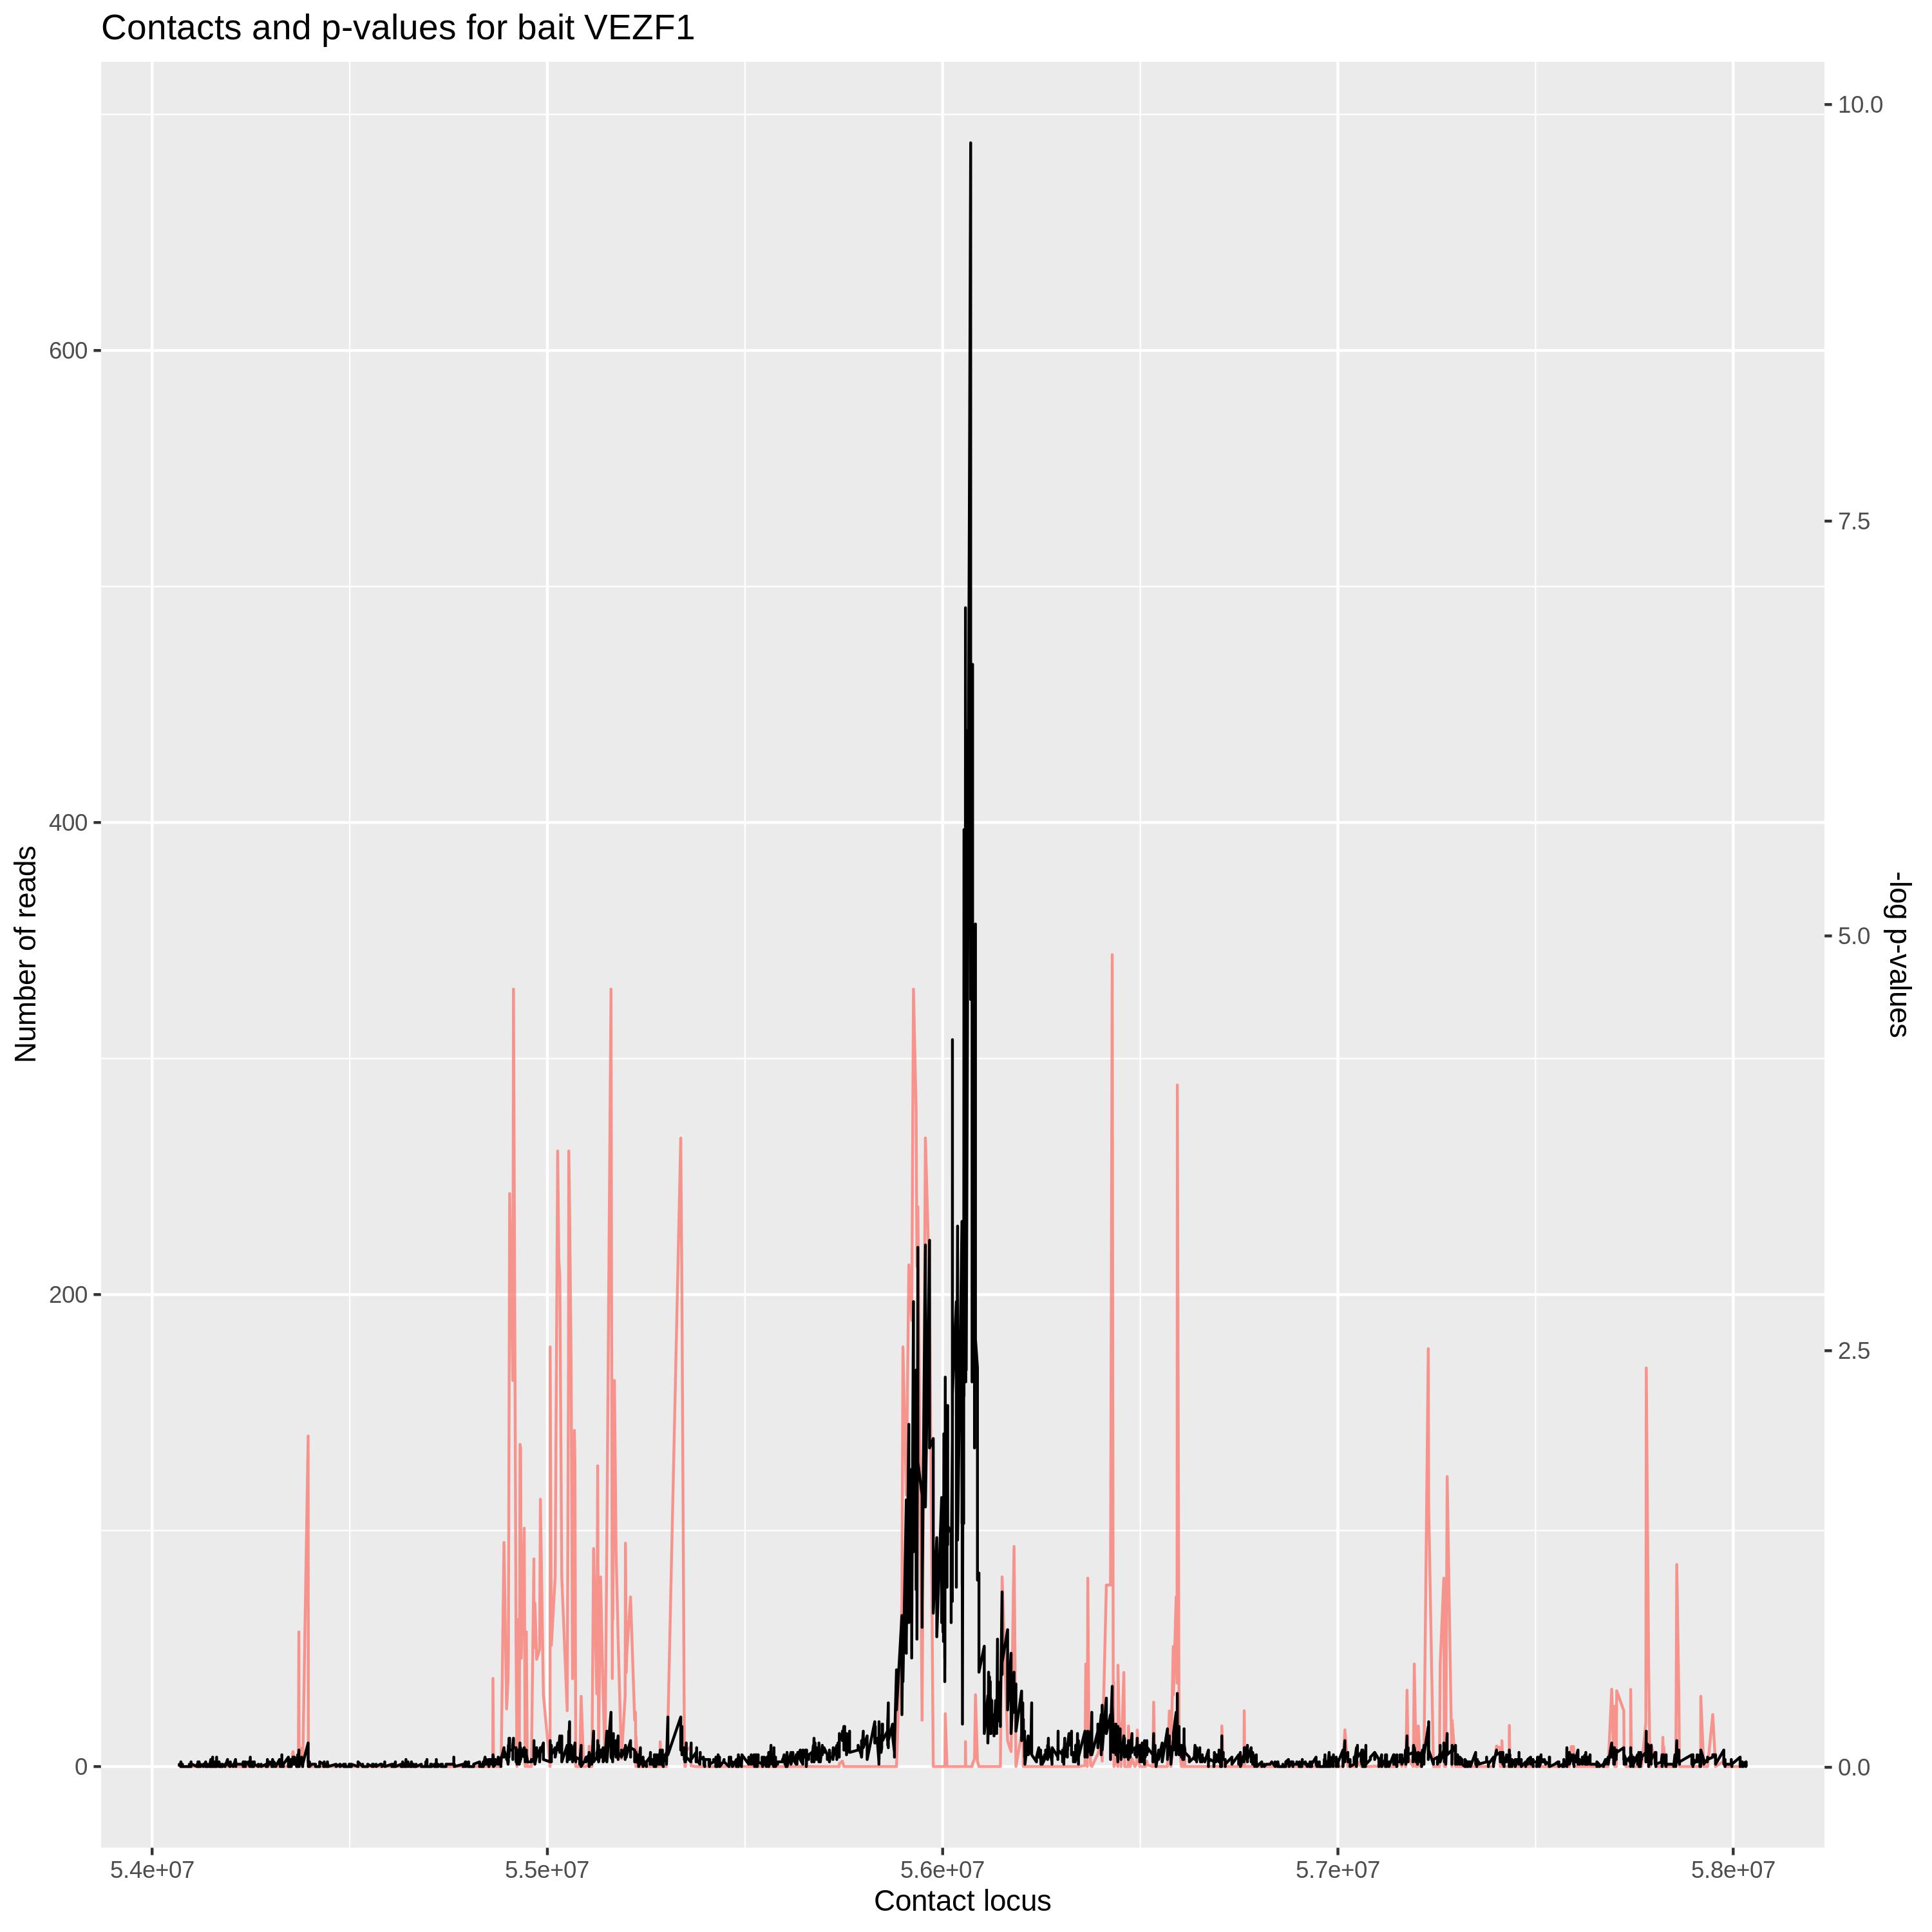 Contacts and p-values for bait VEZF1
10.0
600
7.5
400
5.0
Number of reads
-log p-values
200
2.5
0
0.0
5.4e+07 5.5e+07 5.6e+07 5.7e+07 5.8e+07
Contact locus